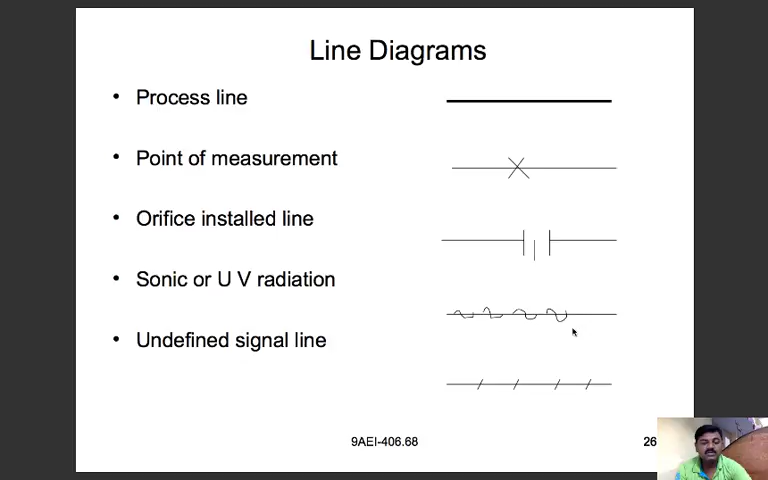 Line Diagrams
• Process line
• Point of measurement
• Orifice installed line
• Sonic or U V radiation
• Undefined signal line
9AEI-406.68
26